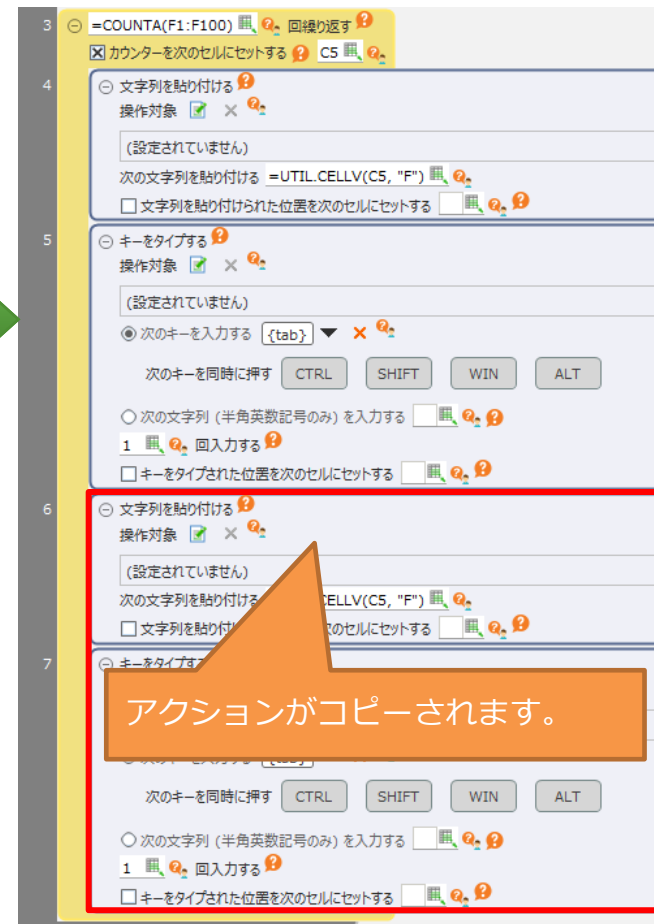 3 =COUNTA(F1:F100) 回繰り返す
カウンターを次のセルにセットする C5
4 文字列を貼り付ける
操作対象
(設定されていません)
次の文字列を貼り付ける =UTIL.CELLV(C5, "F")
文字列を貼り付けられた位置を次のセルにセットする
5 キーをタイプする
操作対象
(設定されていません)
次のキーを入力する {tab}
次のキーを同時に押す CTRL SHIFT WIN ALT
次の文字列 (半角英数記号のみ) を入力する
1 回入力する
キーをタイプされた位置を次のセルにセットする
6 文字列を貼り付ける
操作対象
(設定されていません)
次の文字列を貼り付ける CELLV(C5, "F")
文字列を貼り付け 次のセルにセットする
7 キーをタイプする
アクションがコピーされます。
次のキーを同時に押す CTRL SHIFT WIN ALT
次の文字列 (半角英数記号のみ) を入力する
1 回入力する
キーをタイプされた位置を次のセルにセットする